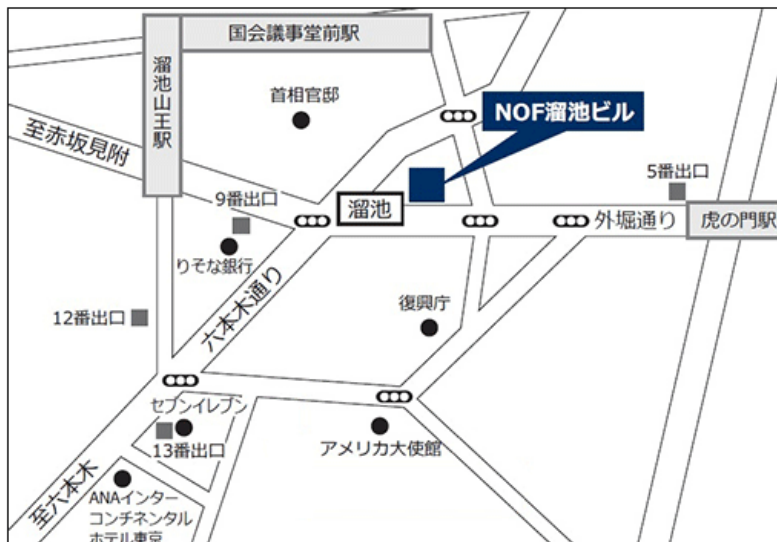 国会議事堂前駅
溜池山王駅
首相官邸
NOF溜池ビル
至赤坂見附
9番出口
溜池
5番出口
外堀通り
虎の門駅
りそな銀行
六本木通り
12番出口
復興庁
セブンイレブン
13番出口
アメリカ大使館
至六本木
ANAインター
コンチネンタル
ホテル東京